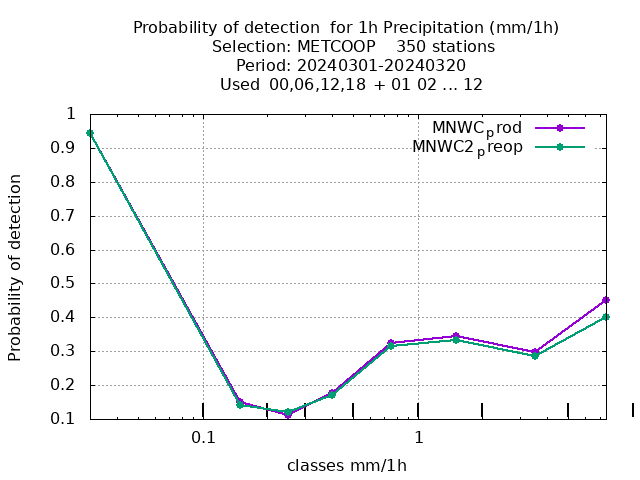 Probability of detection  for 1h Precipitation (mm/1h)
Selection: METCOOP    350 stations
Period: 20240301-20240320
Used 00,06,12,18 + 01 02 ... 12
MNWCprod
MNWC2preop
1
0.9
0.8
0.7
0.6
0.5
0.4
0.3
0.2
0.1
Probability of detection
0.1 1
classes mm/1h